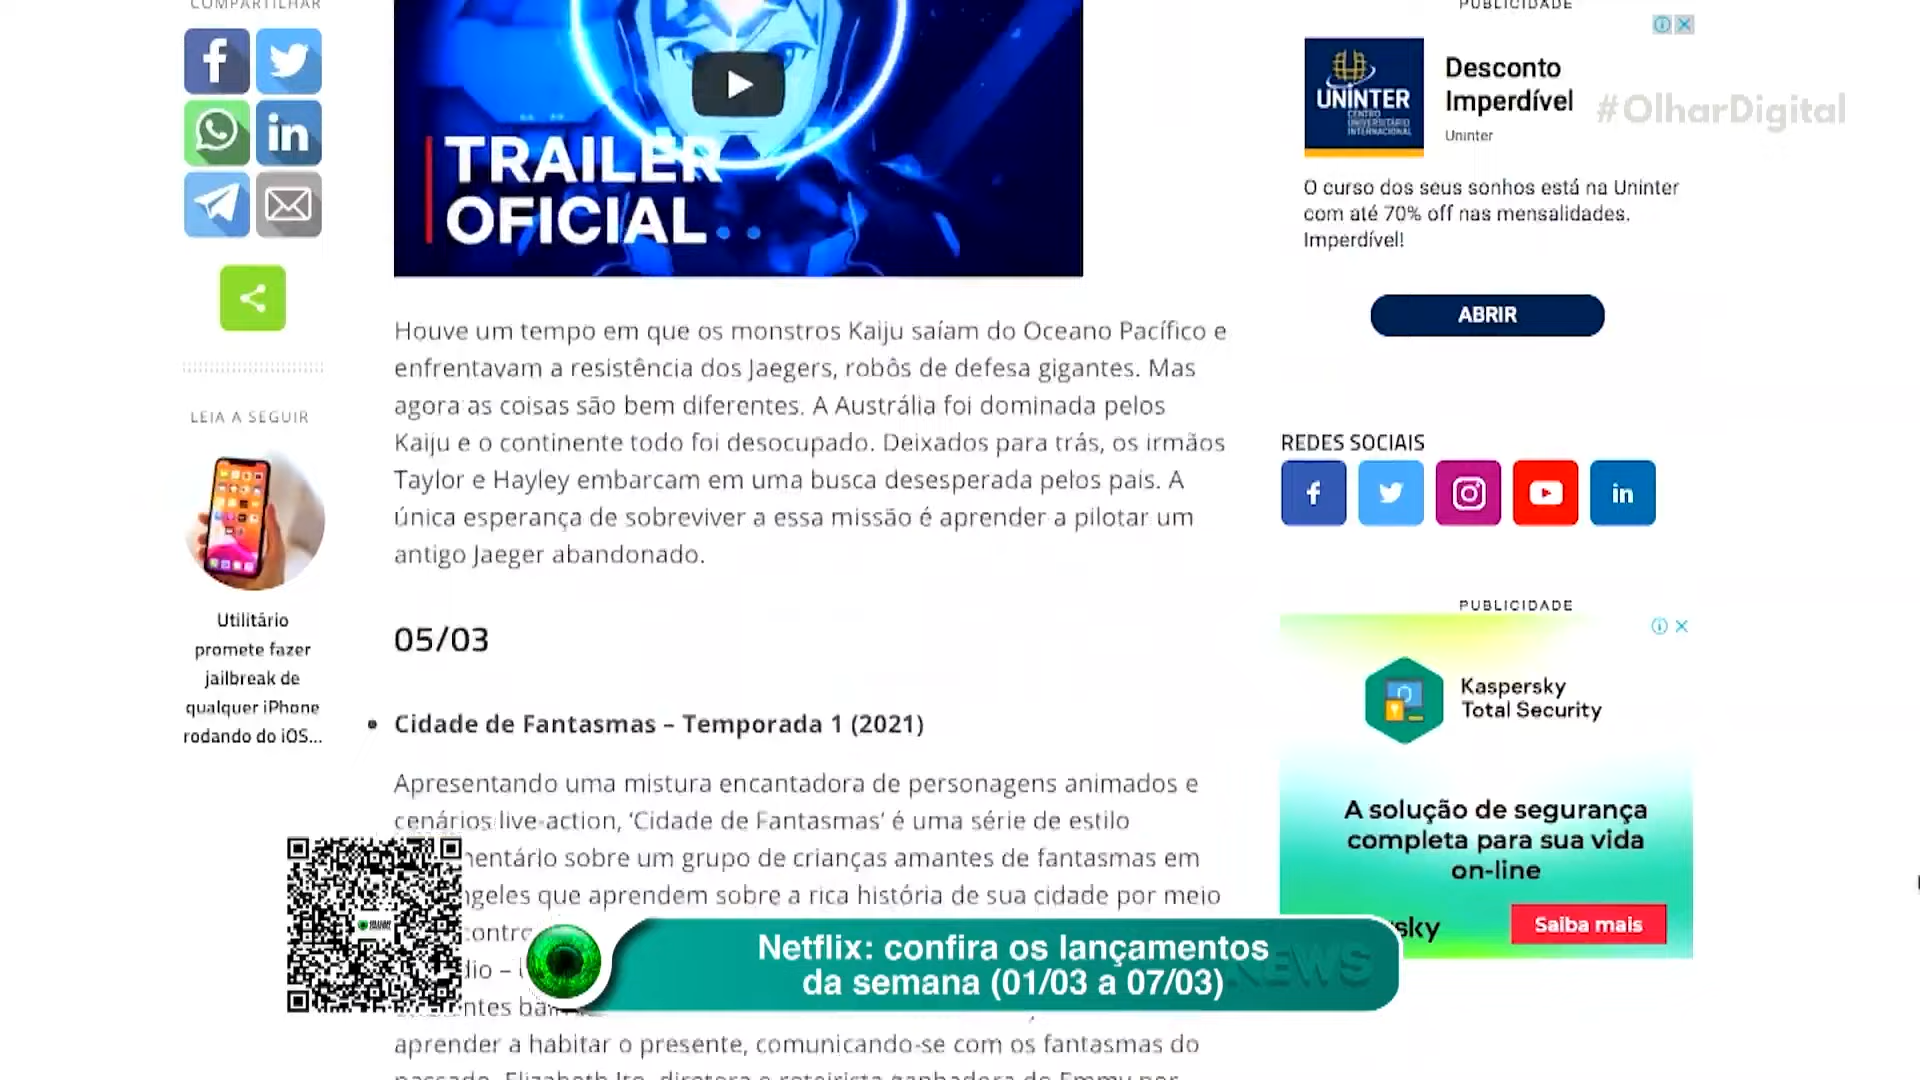 COMPARTILHAR
LEIA A SEGUIR
Utilitário
promete fazer
jailbreak de
qualquer iPhone
rodando do iOS...
TRAILER
OFICIAL
Houve um tempo em que os monstros Kaiju saíam do Oceano Pacífico e
enfrentavam a resistência dos Jaegers, robôs de defesa gigantes. Mas
agora as coisas são bem diferentes. A Austrália foi dominada pelos
Kaiju e o continente todo foi desocupado. Deixados para trás, os irmãos
Taylor e Hayley embarcam em uma busca desesperada pelos pais. A
única esperança de sobreviver a essa missão é aprender a pilotar um
antigo Jaeger abandonado.
05/03
Cidade de Fantasmas – Temporada 1 (2021)
Apresentando uma mistura encantadora de personagens animados e
cenários live-action, ‘Cidade de Fantasmas’ é uma série de estilo
mentário sobre um grupo de crianças amantes de fantasmas em
ngeles que aprendem sobre a rica história de sua cidade por meio
aprender a habitar o presente, comunicando-se com os fantasmas do
Netflix: confira os lançamentos
da semana (01/03 a 07/03)
NEWS
PUBLICIDADE
UNINTER
CENTRO
UNIVERSITÁRIO
INTERNACIONAL
Desconto
Imperdível
Uninter
#OlharDigital
O curso dos seus sonhos está na Uninter
com até 70% off nas mensalidades.
Imperdível!
ABRIR
REDES SOCIAIS
PUBLICIDADE
Kaspersky
Total Security
A solução de segurança
completa para sua vida
on-line
sky
Saiba mais